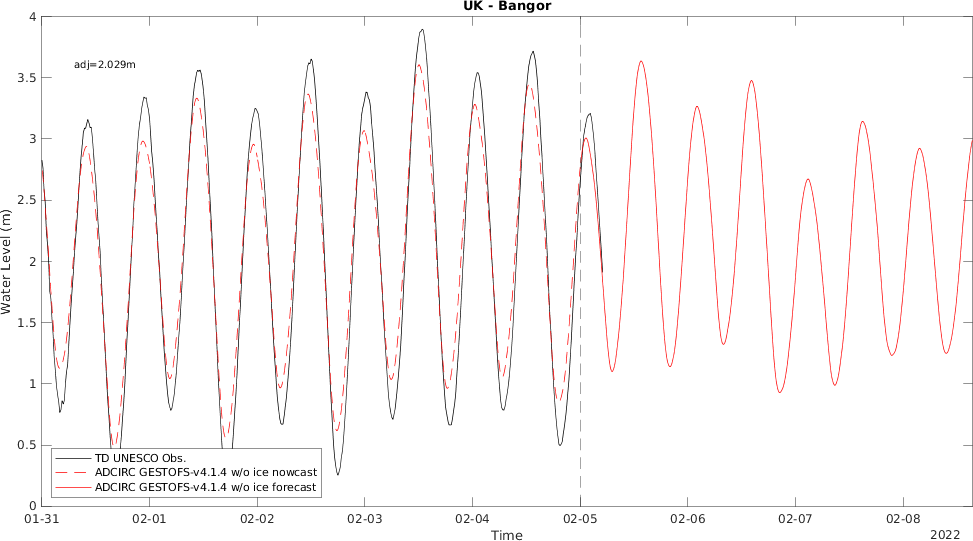 UK - Bangor
4
adj=2.029m
3.5
3
2.5
Water Level (m)
2
1.5
1
0.5
0
TD UNESCO Obs.
ADCIRC GESTOFS-v4.1.4 w/o ice nowcast
ADCIRC GESTOFS-v4.1.4 w/o ice forecast
01-31 02-01 02-02 02-03 02-04 02-05 02-06 02-07 02-08
Time
2022